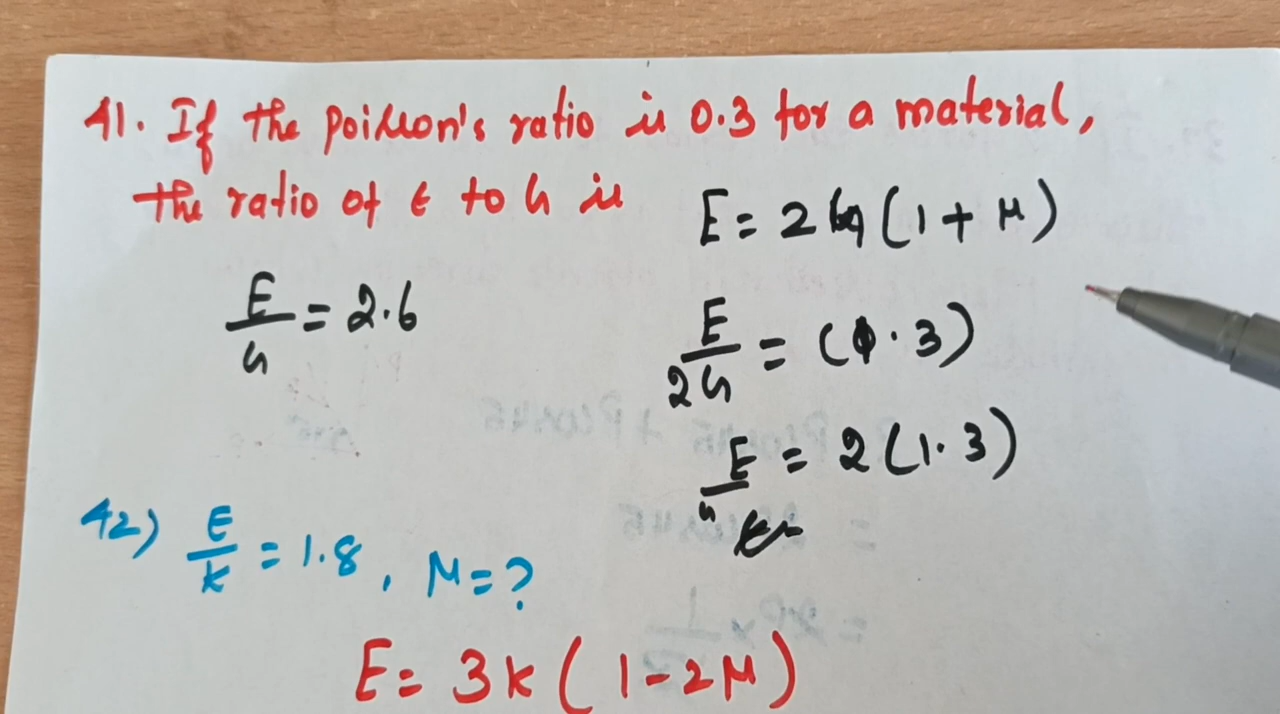 41. If the poisson's ratio is 0.3 for a material,
the ratio of E to G is
E = 2G(1 + μ)
E/G = 2.6
E/2G = (1.3)
E/G = 2(1.3)
42) E/K = 1.8, μ = ?
E = 3K(1 - 2μ)